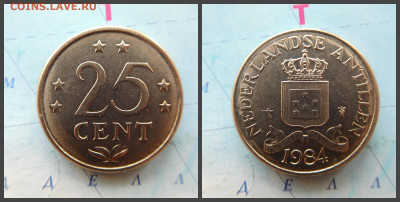 COINS.LAVE.RU
25
CENT
NEDERLANDSE ANTILLEN
1984
Д Е Л